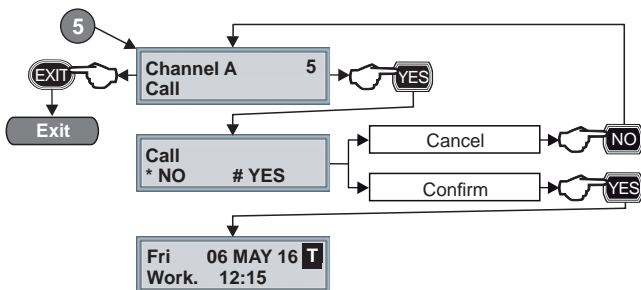 5
EXIT
Channel A 5
Call
YES
Exit
Call
* NO # YES
Cancel
NO
Confirm
YES
Fri 06 MAY 16 T
Work. 12:15